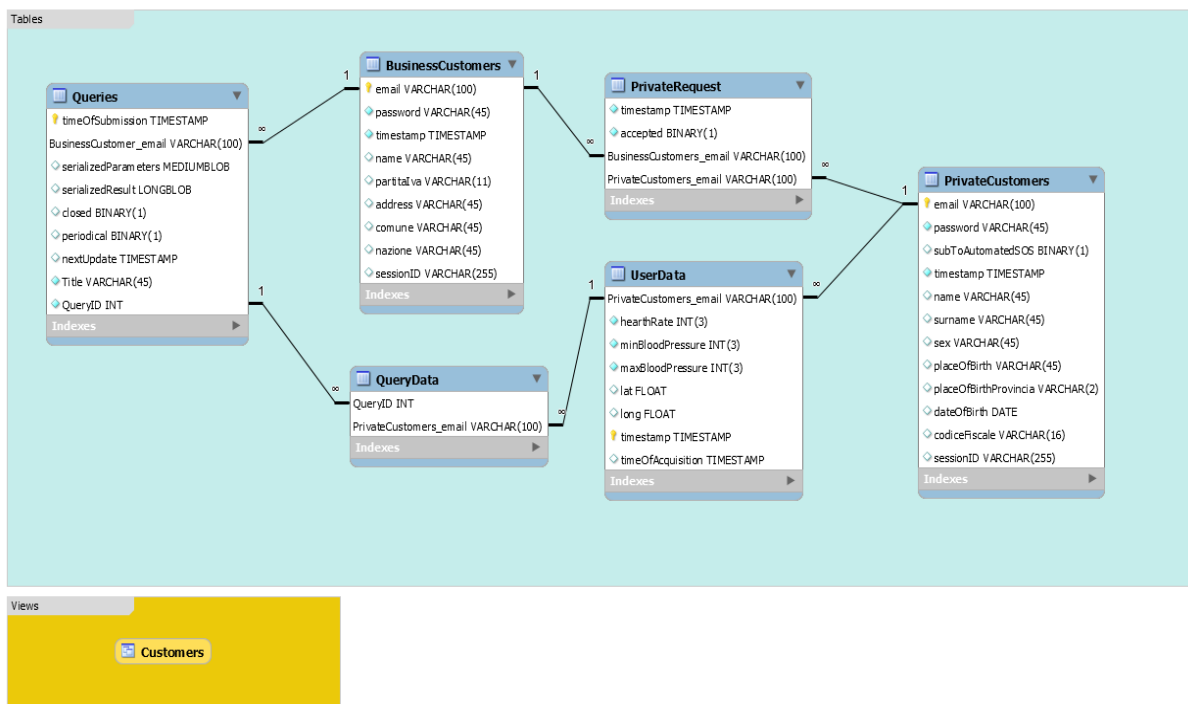 Tables
Queries
timeOfSubmission TIMESTAMP
BusinessCustomer_email VARCHAR(100)
serializedParameters MEDIUMBLOB
serializedResult LONGBLOB
closed BINARY(1)
periodical BINARY(1)
nextUpdate TIMESTAMP
Title VARCHAR(45)
QueryID INT
Indexes
1
∞
BusinessCustomers
email VARCHAR(100)
password VARCHAR(45)
timestamp TIMESTAMP
name VARCHAR(45)
partitaIva VARCHAR(11)
address VARCHAR(45)
comune VARCHAR(45)
nazione VARCHAR(45)
sessionID VARCHAR(255)
Indexes
1
∞
PrivateRequest
timestamp TIMESTAMP
accepted BINARY(1)
BusinessCustomers_email VARCHAR(100)
PrivateCustomers_email VARCHAR(100)
Indexes
∞
1
PrivateCustomers
email VARCHAR(100)
password VARCHAR(45)
subToAutomatedSOS BINARY(1)
timestamp TIMESTAMP
name VARCHAR(45)
surname VARCHAR(45)
sex VARCHAR(45)
placeOfBirth VARCHAR(45)
placeOfBirthProvincia VARCHAR(2)
dateOfBirth DATE
codiceFiscale VARCHAR(16)
sessionID VARCHAR(255)
Indexes
UserData
PrivateCustomers_email VARCHAR(100)
hearthRate INT(3)
minBloodPressure INT(3)
maxBloodPressure INT(3)
lat FLOAT
long FLOAT
timestamp TIMESTAMP
timeOfAcquisition TIMESTAMP
Indexes
∞
1
∞
1
∞
QueryData
QueryID INT
PrivateCustomers_email VARCHAR(100)
Indexes
Views
Customers